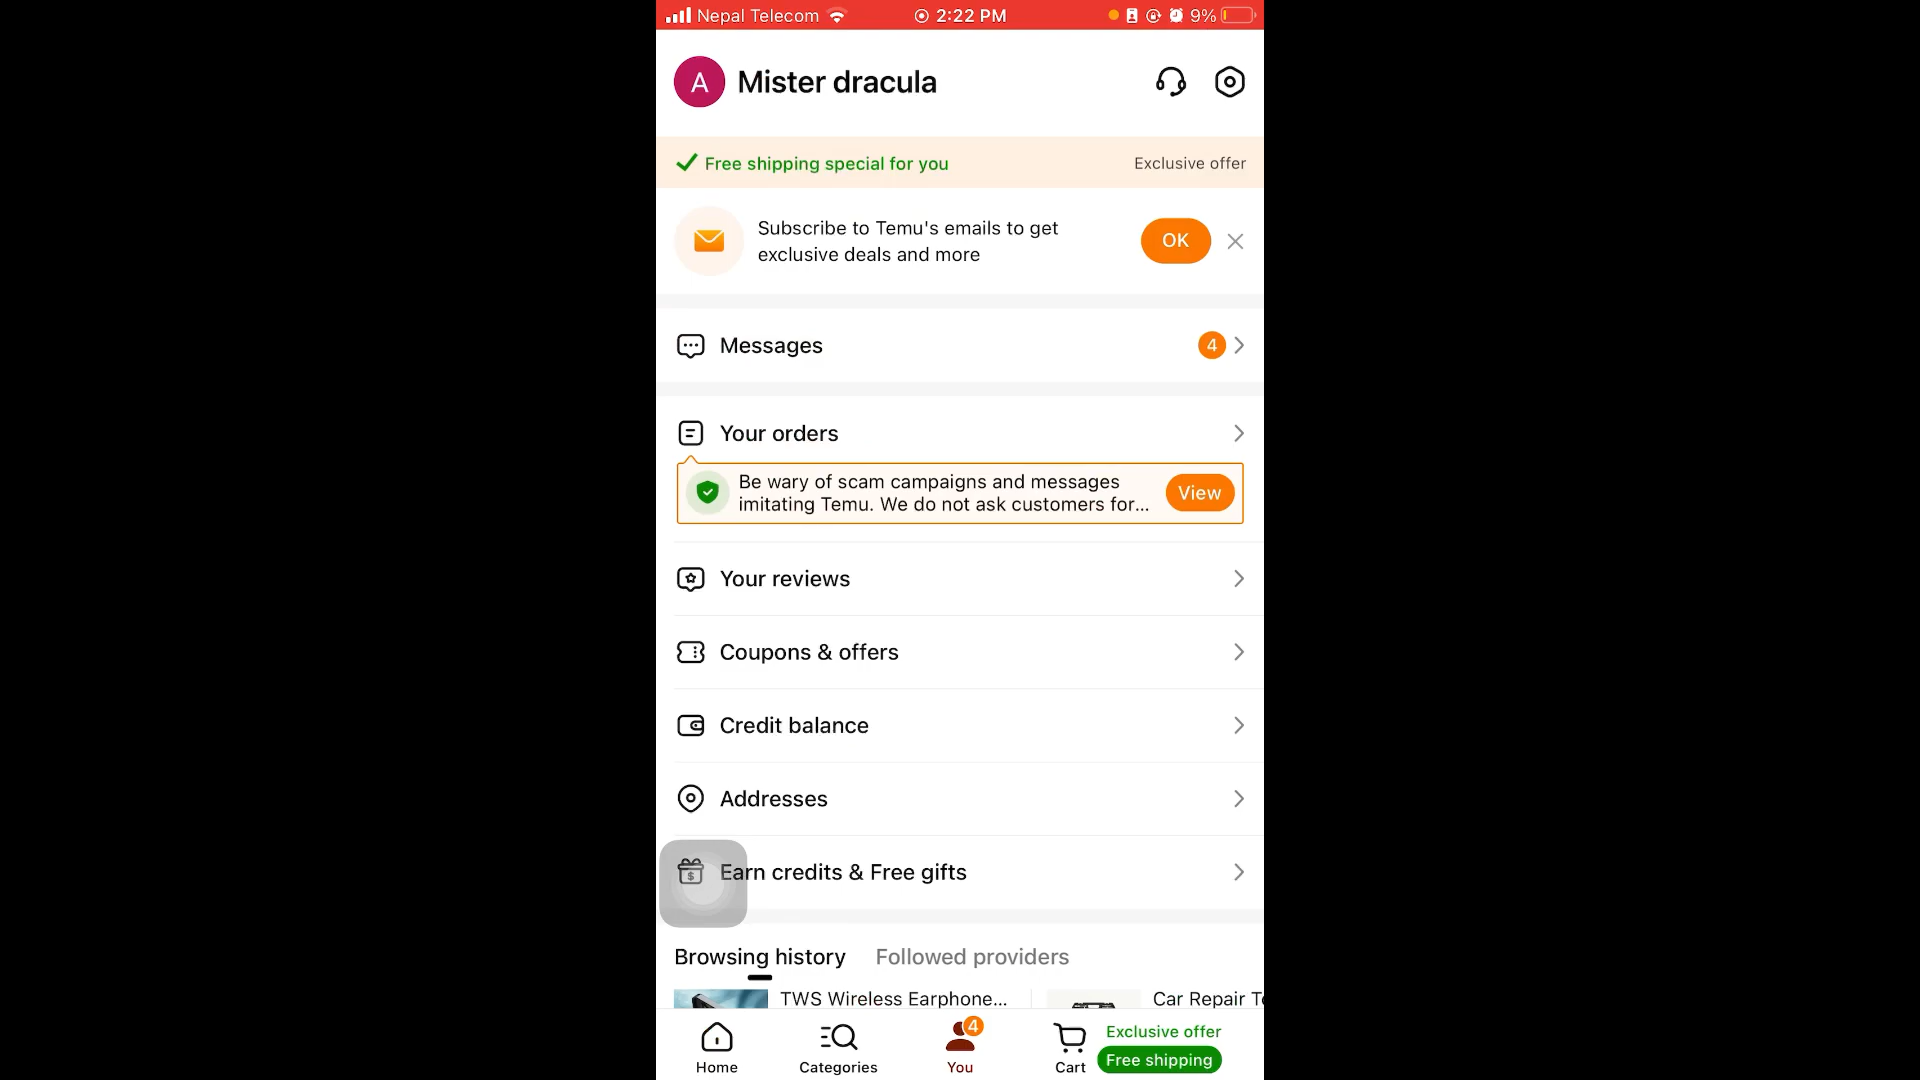 Nepal Telecom 2:22 PM 9%
A Mister dracula
Free shipping special for you Exclusive offer
Subscribe to Temu's emails to get
exclusive deals and more
OK
Messages 4
Your orders
Be wary of scam campaigns and messages
imitating Temu. We do not ask customers for...
View
Your reviews
Coupons & offers
Credit balance
Addresses
$ Earn credits & Free gifts
Browsing history Followed providers
TWS Wireless Earphone... Car Repair T
4 Exclusive offer
Free shipping
Home Categories You Cart